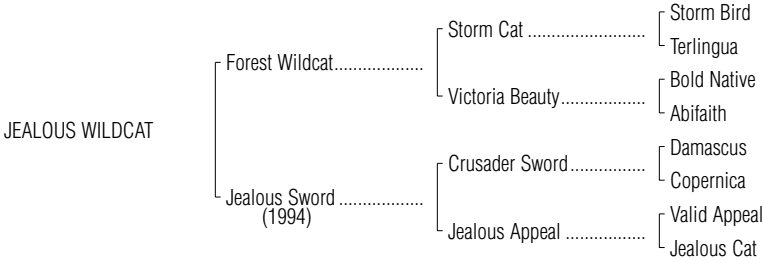 Storm Bird
Storm Cat .........................
Terlingua
Forest Wildcat...................
Bold Native
Victoria Beauty..................
Abifaith
JEALOUS WILDCAT
Damascus
Crusader Sword................
Copernica
Jealous Sword ..................
(1994)
Valid Appeal
Jealous Appeal .................
Jealous Cat